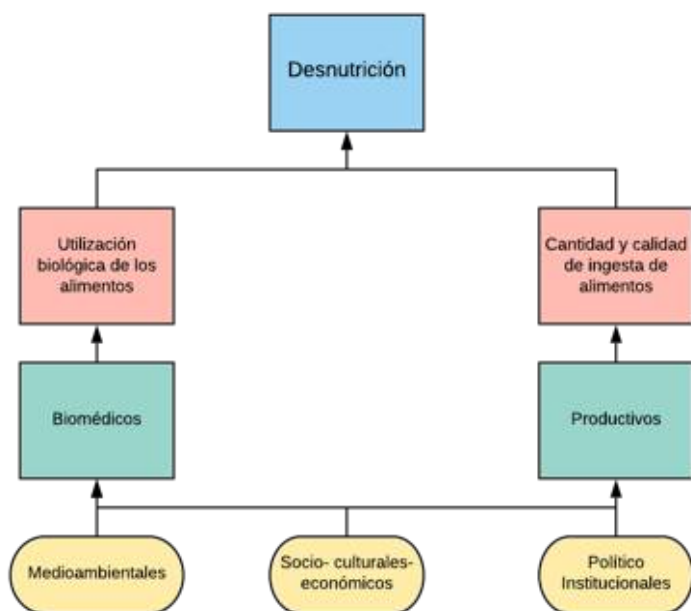 Desnutrición
Utilización
biológica de los
alimentos
Cantidad y calidad
de ingesta de
alimentos
Biomédicos
Productivos
Medioambientales
Socio- culturales-
económicos
Político
Institucionales